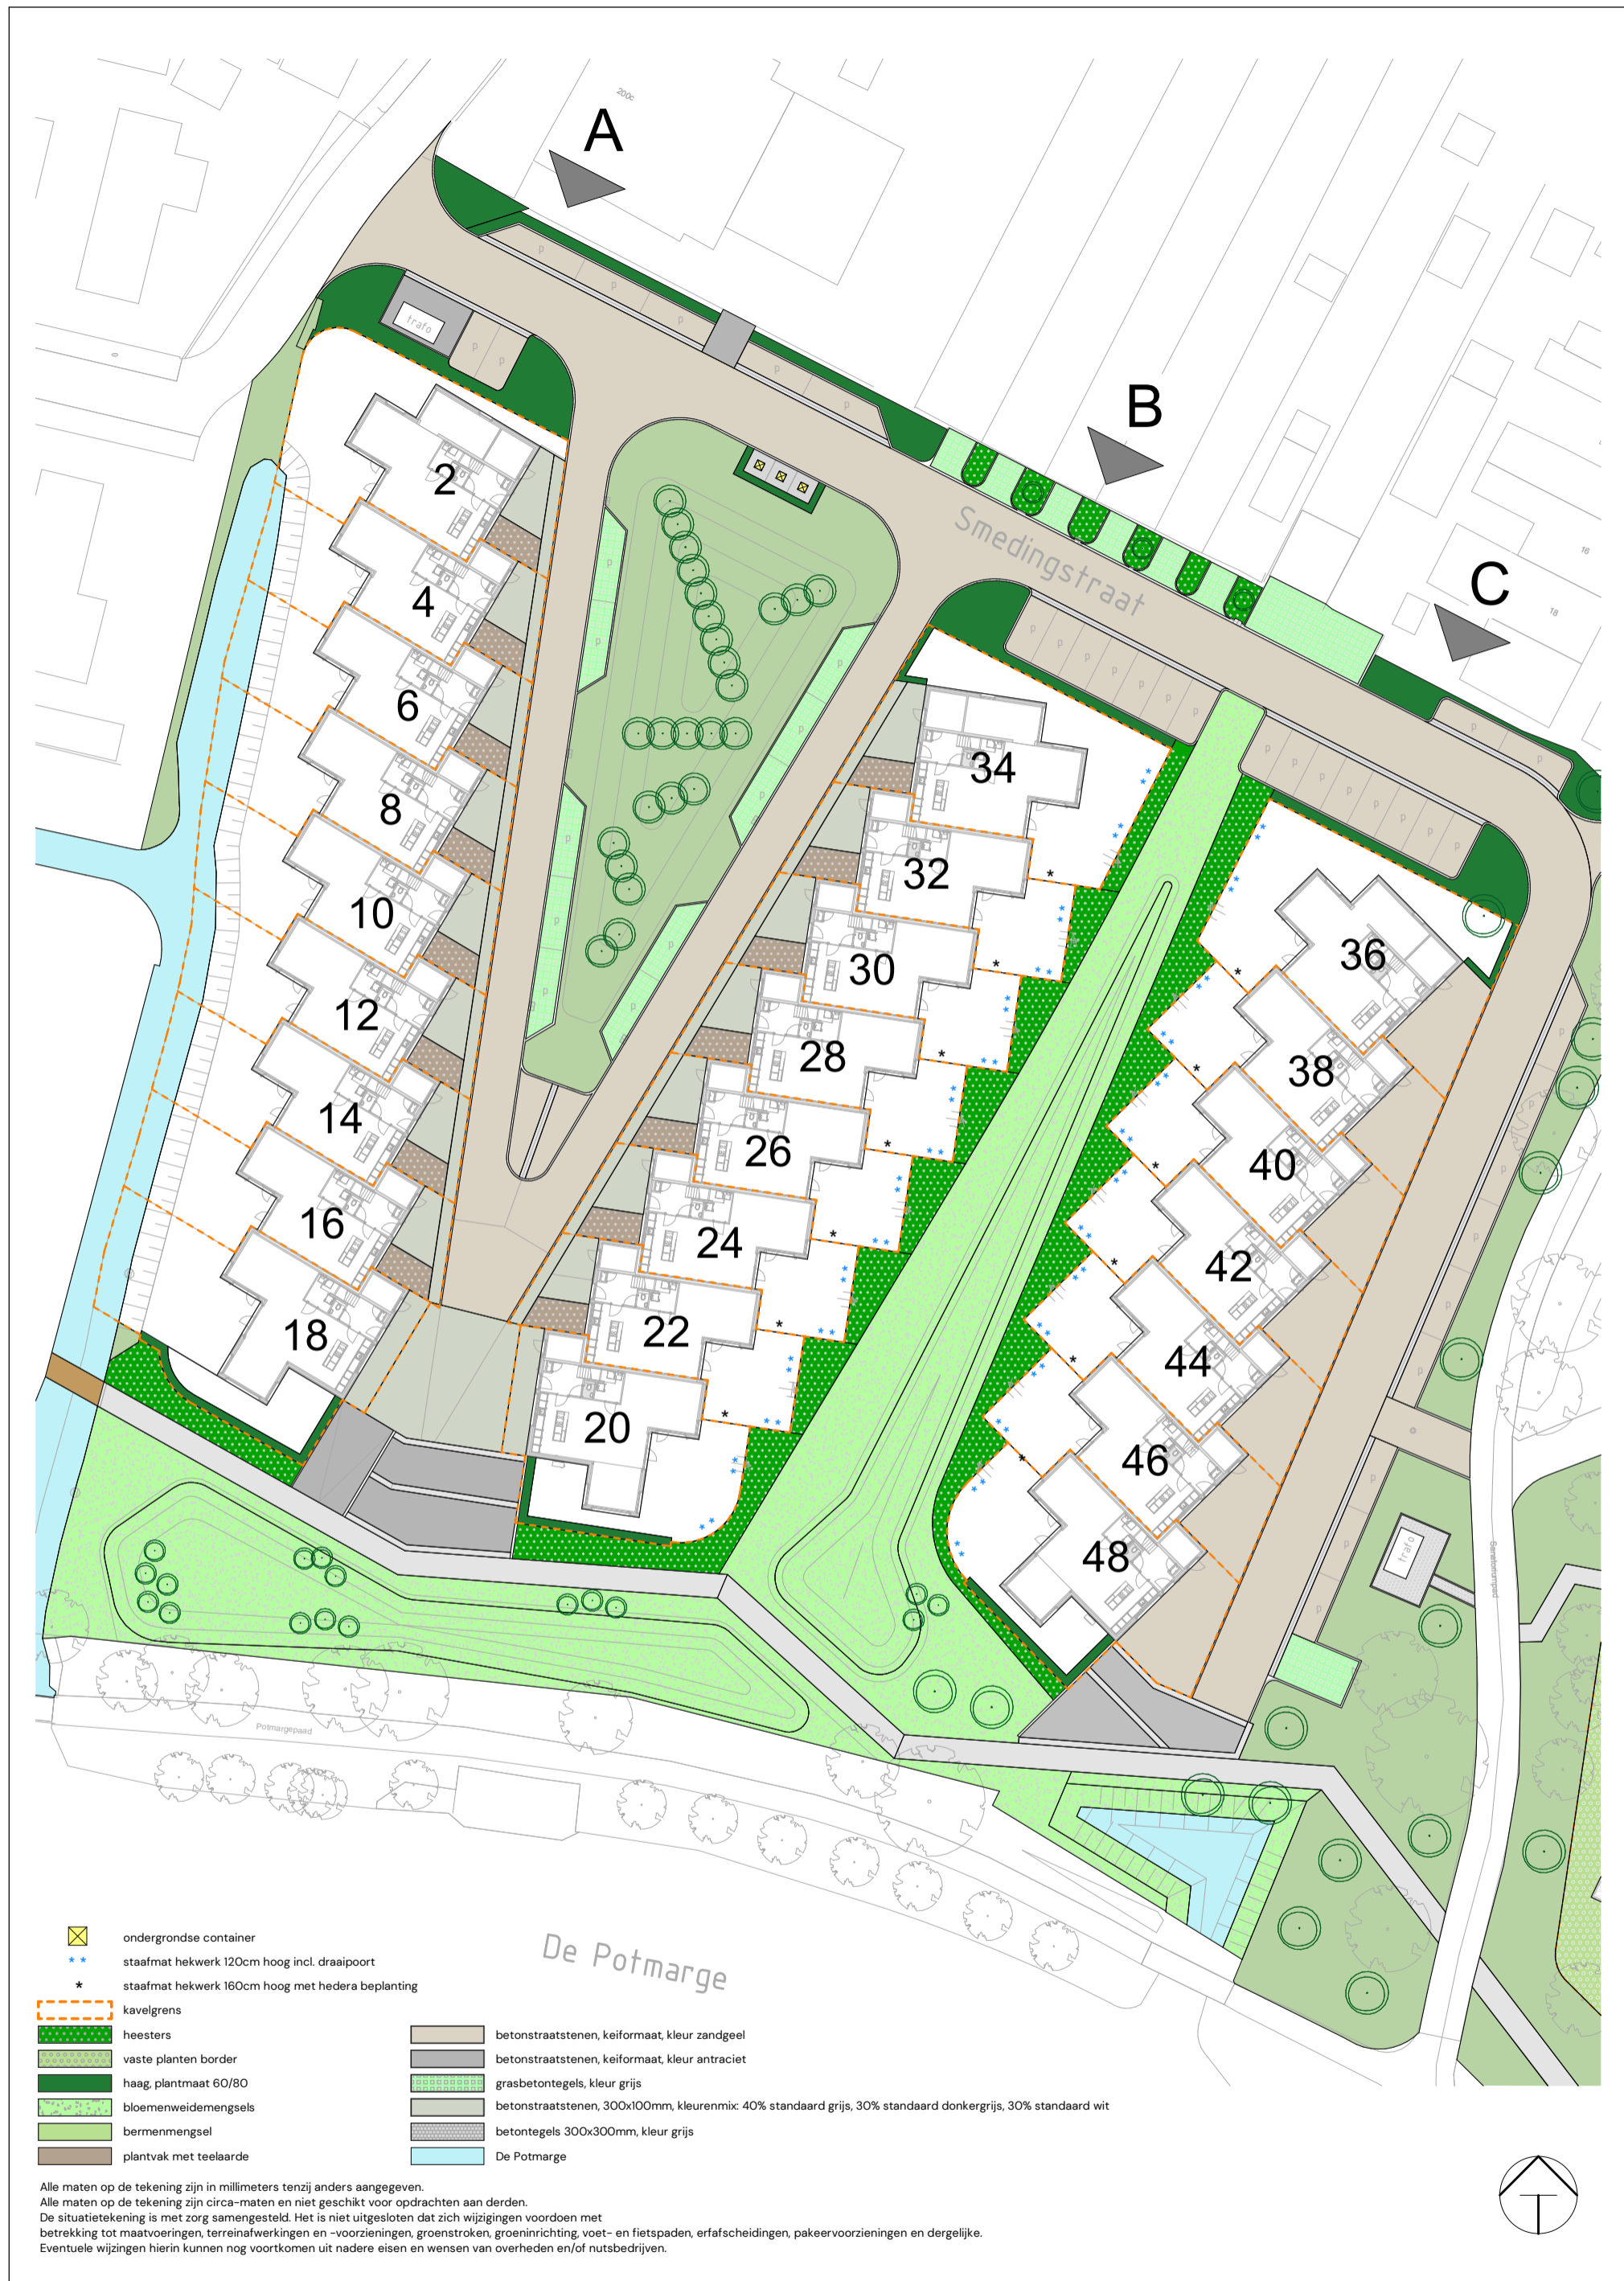 200c
A
trafo
B
Smedingstraat
C
16
18
2
4
6
8
10
12
14
16
18
34
32
30
28
26
24
22
20
36
38
40
42
44
46
48
trafo
Potmargepaad
De Potmarge
ondergrondse container
staafmat hekwerk 120cm hoog incl. draaipoort
staafmat hekwerk 160cm hoog met hedera beplanting
kavelgrens
heesters
vaste planten border
haag, plantmaat 60/80
bloemenweidemengsels
bermenmengsel
plantvak met teelaarde
betonstraatstenen, keiformaat, kleur zandgeel
betonstraatstenen, keiformaat, kleur antraciet
grasbetontegels, kleur grijs
betonstraatstenen, 300x100mm, kleurenmix: 40% standaard grijs, 30% standaard donkergrijs, 30% standaard wit
betontegels 300x300mm, kleur grijs
De Potmarge
Alle maten op de tekening zijn in millimeters tenzij anders aangegeven.
Alle maten op de tekening zijn circa-maten en niet geschikt voor opdrachten aan derden.
De situatietekening is met zorg samengesteld. Het is niet uitgesloten dat zich wijzigingen voordoen met
betrekking tot maatvoeringen, terreinafwerkingen en -voorzieningen, groenstroken, groeninrichting, voet- en fietspaden, erfafscheidingen, pakeervoorzieningen en dergelijke.
Eventuele wijzingen hierin kunnen nog voortkomen uit nadere eisen en wensen van overheden en/of nutsbedrijven.